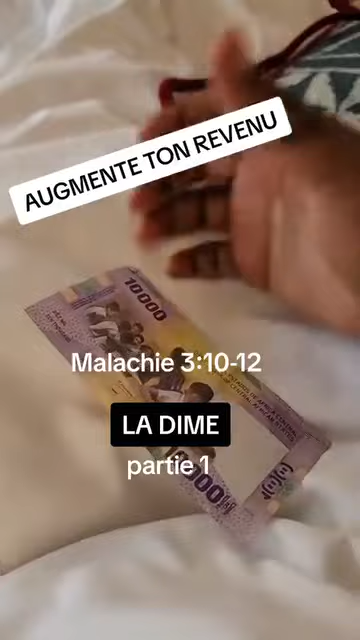 AUGMENTE TON REVENU
10000
Malachie 3:10-12
LA DIME
partie 1